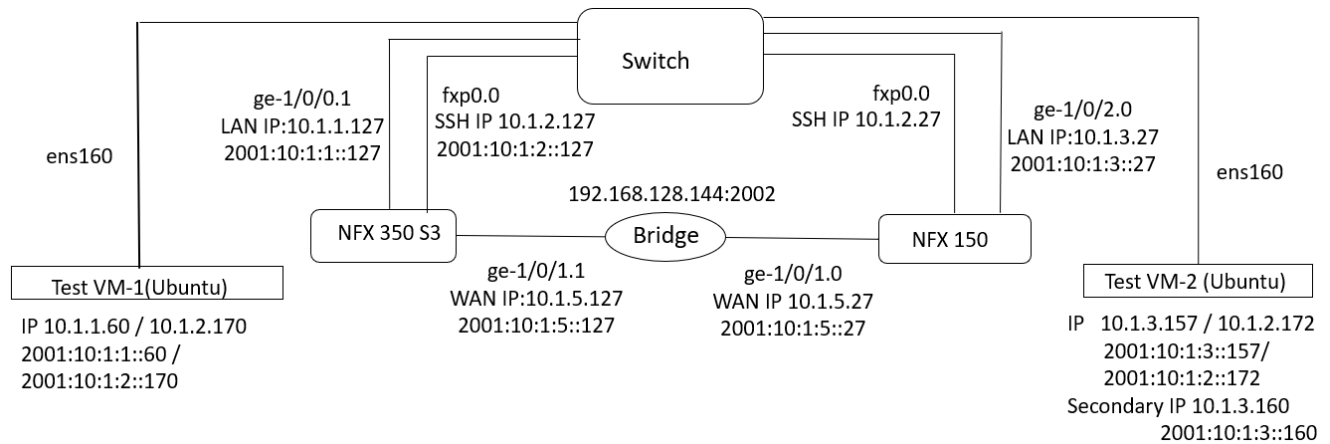 Switch
ge-1/0/0.1
LAN IP:10.1.1.127
2001:10:1:1::127
fxp0.0
SSH IP 10.1.2.127
2001:10:1:2::127
fxp0.0
SSH IP 10.1.2.27
ge-1/0/2.0
LAN IP:10.1.3.27
2001:10:1:3::27
ens160
ens160
192.168.128.144:2002
NFX 350 S3
Bridge
NFX 150
ge-1/0/1.1
WAN IP:10.1.5.127
2001:10:1:5::127
ge-1/0/1.0
WAN IP 10.1.5.27
2001:10:1:5::27
Test VM-1(Ubuntu)
IP 10.1.1.60 / 10.1.2.170
2001:10:1:1::60 /
2001:10:1:2::170
Test VM-2 (Ubuntu)
IP 10.1.3.157 / 10.1.2.172
2001:10:1:3::157/
2001:10:1:2::172
Secondary IP 10.1.3.160
2001:10:1:3::160